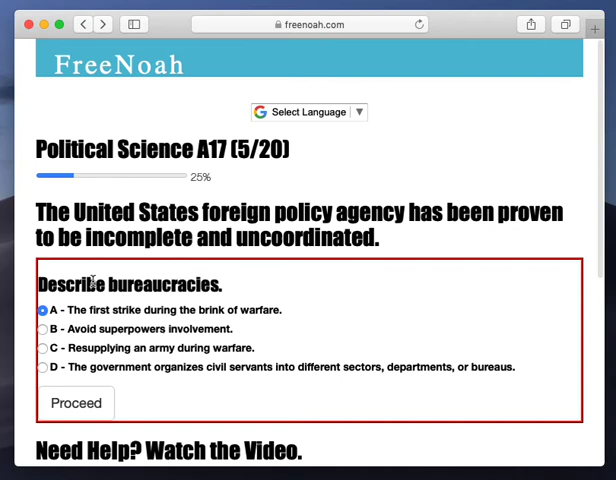 freenoah.com
FreeNoah
Select Language
Political Science A17 (5/20)
25%
The United States foreign policy agency has been proven
to be incomplete and uncoordinated.
Describe bureaucracies.
A - The first strike during the brink of warfare.
B - Avoid superpowers involvement.
C - Resupplying an army during warfare.
D - The government organizes civil servants into different sectors, departments, or bureaus.
Proceed
Need Help? Watch the Video.